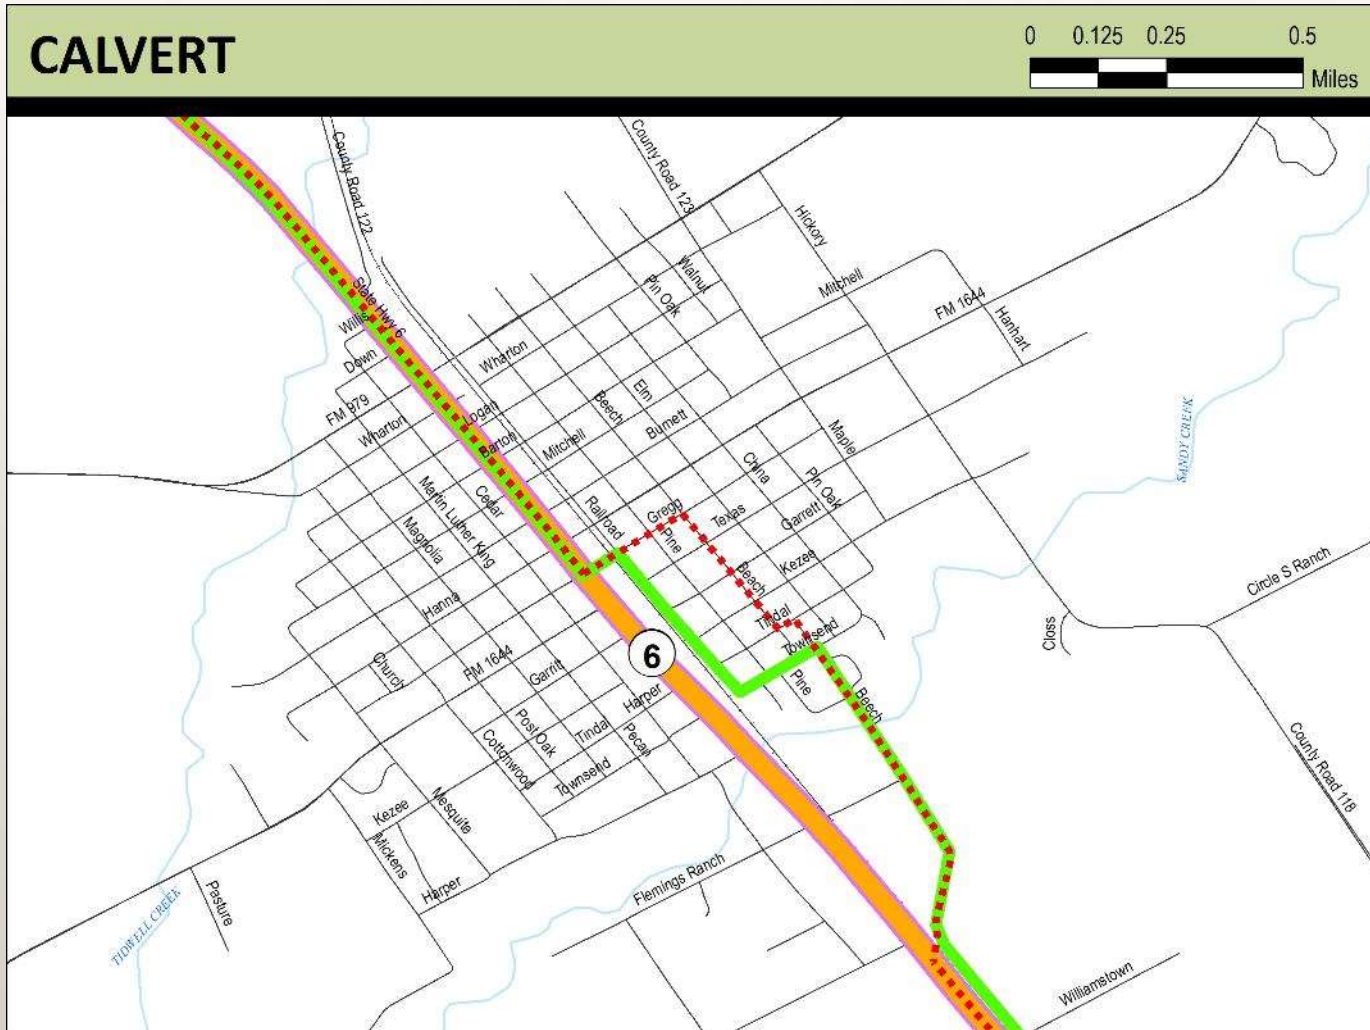 CALVERT
0 0.125 0.25 0.5
Miles
County Road 122
County Road 123
Hickory
Walnut
Pin Oak
Mitchell
FM 1644
Hanhart
State Hwy 6
Willis
Down
Wharton
Elm
Beech
Burnett
FM 979
Wharton
Logan
Barton
Mitchell
Maple
SANDY CREEK
China
Pin Oak
Martin Luther King
Cedar
Magnolia
Railroad
Gregg
Pine
Texas
Garrett
Kezee
Beach
Circle S Ranch
Hanna
Tindal
Townsend
Closs
6
Church
FM 1644
Garritt
Harper
Pine
Beech
Post Oak
Tindal
Pecan
Cottonwood
Townsend
County Road 118
Kezee
Mesquite
Mickens
Harper
Flemings Ranch
Pasture
TIDWELL CREEK
Williamstown